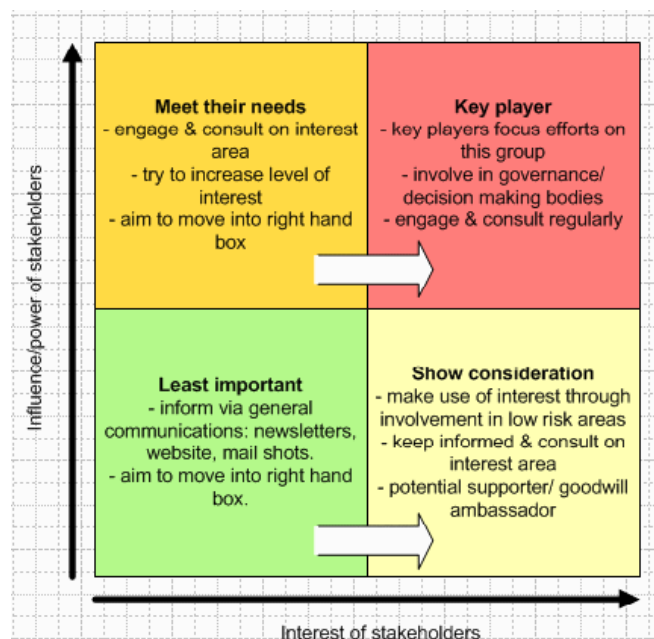 Meet their needs
- engage & consult on interest
area
- try to increase level of
interest
- aim to move into right hand
box
Key player
- key players focus efforts on
this group
- involve in governance/
decision making bodies
- engage & consult regularly
Least important
- inform via general
communications: newsletters,
website, mail shots.
- aim to move into right hand
box.
Show consideration
- make use of interest through
involvement in low risk areas
- keep informed & consult on
interest area
- potential supporter/ goodwill
ambassador
Influence/power of stakeholders
Interest of stakeholders